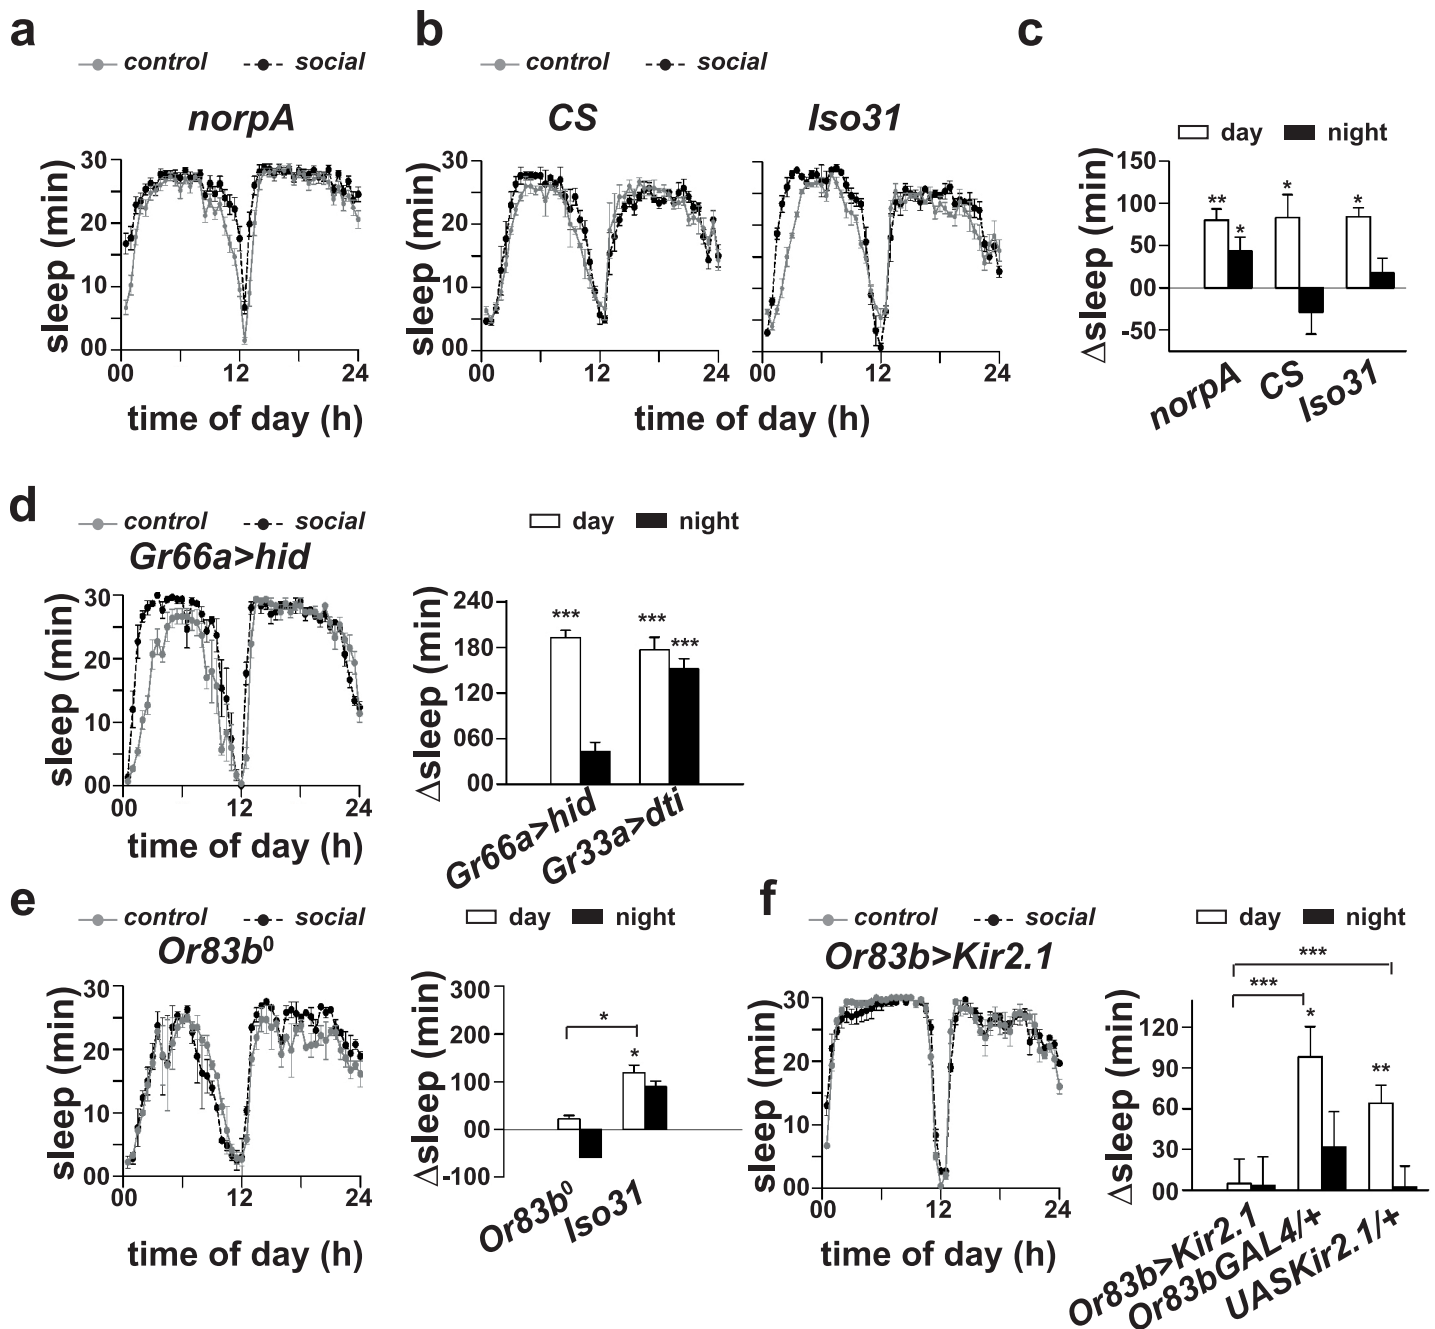 a
control social
norpA
sleep (min)
30
20
10
00
00 12 24
time of day (h)
b
control social
CS Iso31
sleep (min)
30
20
10
00
00 12 24 00 12 24
time of day (h)
c
day night
Δsleep (min)
150
100
50
00
-50
** * * *
norpA CS Iso31
d
control social
Gr66a>hid
sleep (min)
30
20
10
00
00 12 24
time of day (h)
day night
Δsleep (min)
240
180
120
060
00
*** *** ***
Gr66a>hid Gr33a>dti
e
control social
Or83b⁰
sleep (min)
30
20
10
00
00 12 24
time of day (h)
day night
Δsleep (min)
300
200
100
00
-100
*
*
Or83b⁰ Iso31
f
control social
Or83b>Kir2.1
sleep (min)
30
20
10
00
00 12 24
time of day (h)
day night
Δsleep (min)
120
90
60
30
00
***
***
*
**
Or83b>Kir2.1 Or83bGAL4/+ UASKir2.1/+